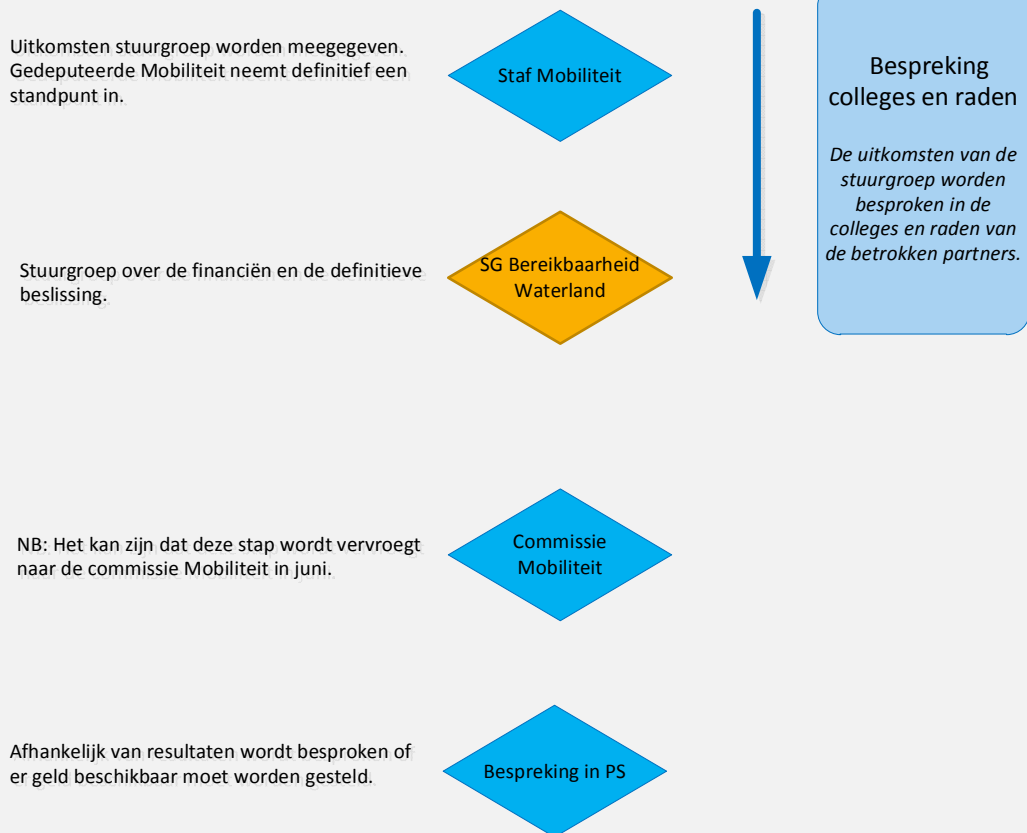 Uitkomsten stuurgroep worden meegegeven.
Gedeputeerde Mobiliteit neemt definitief een
standpunt in.
Staf Mobiliteit
Bespreking
colleges en raden
De uitkomsten van de
stuurgroep worden
besproken in de
colleges en raden van
de betrokken partners.
Stuurgroep over de financiën en de definitieve
beslissing.
SG Bereikbaarheid
Waterland
NB: Het kan zijn dat deze stap wordt vervroegt
naar de commissie Mobiliteit in juni.
Commissie
Mobiliteit
Afhankelijk van resultaten wordt besproken of
er geld beschikbaar moet worden gesteld.
Bespreking in PS